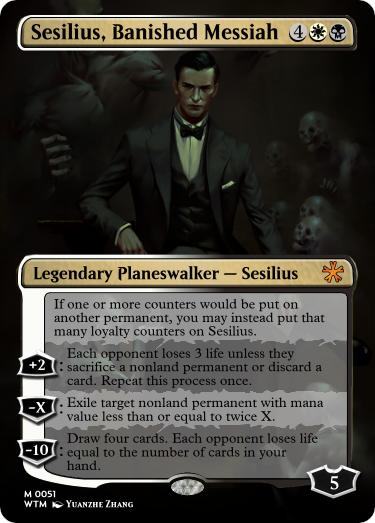 Sesilius, Banished Messiah 4
Legendary Planeswalker — Sesilius
If one or more counters would be put on
another permanent, you may instead put that
many loyalty counters on Sesilius.
+2: Each opponent loses 3 life unless they
sacrifice a nonland permanent or discard a
card. Repeat this process once.
-X: Exile target nonland permanent with mana
value less than or equal to twice X.
-10: Draw four cards. Each opponent loses life
equal to the number of cards in your
hand.
5
M 0051
WTM Yuanzhe Zhang